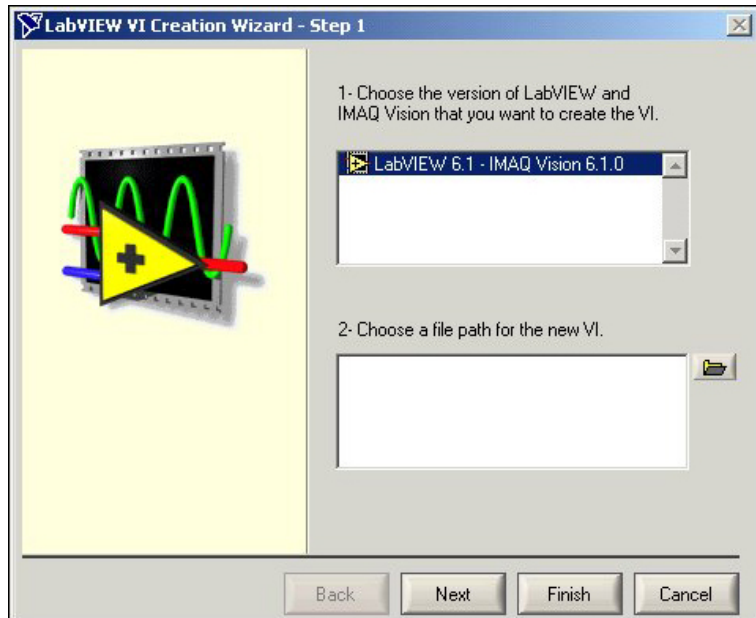 LabVIEW VI Creation Wizard - Step 1
1- Choose the version of LabVIEW and
IMAQ Vision that you want to create the VI.
LabVIEW 6.1 - IMAQ Vision 6.1.0
2- Choose a file path for the new VI.
Back Next Finish Cancel